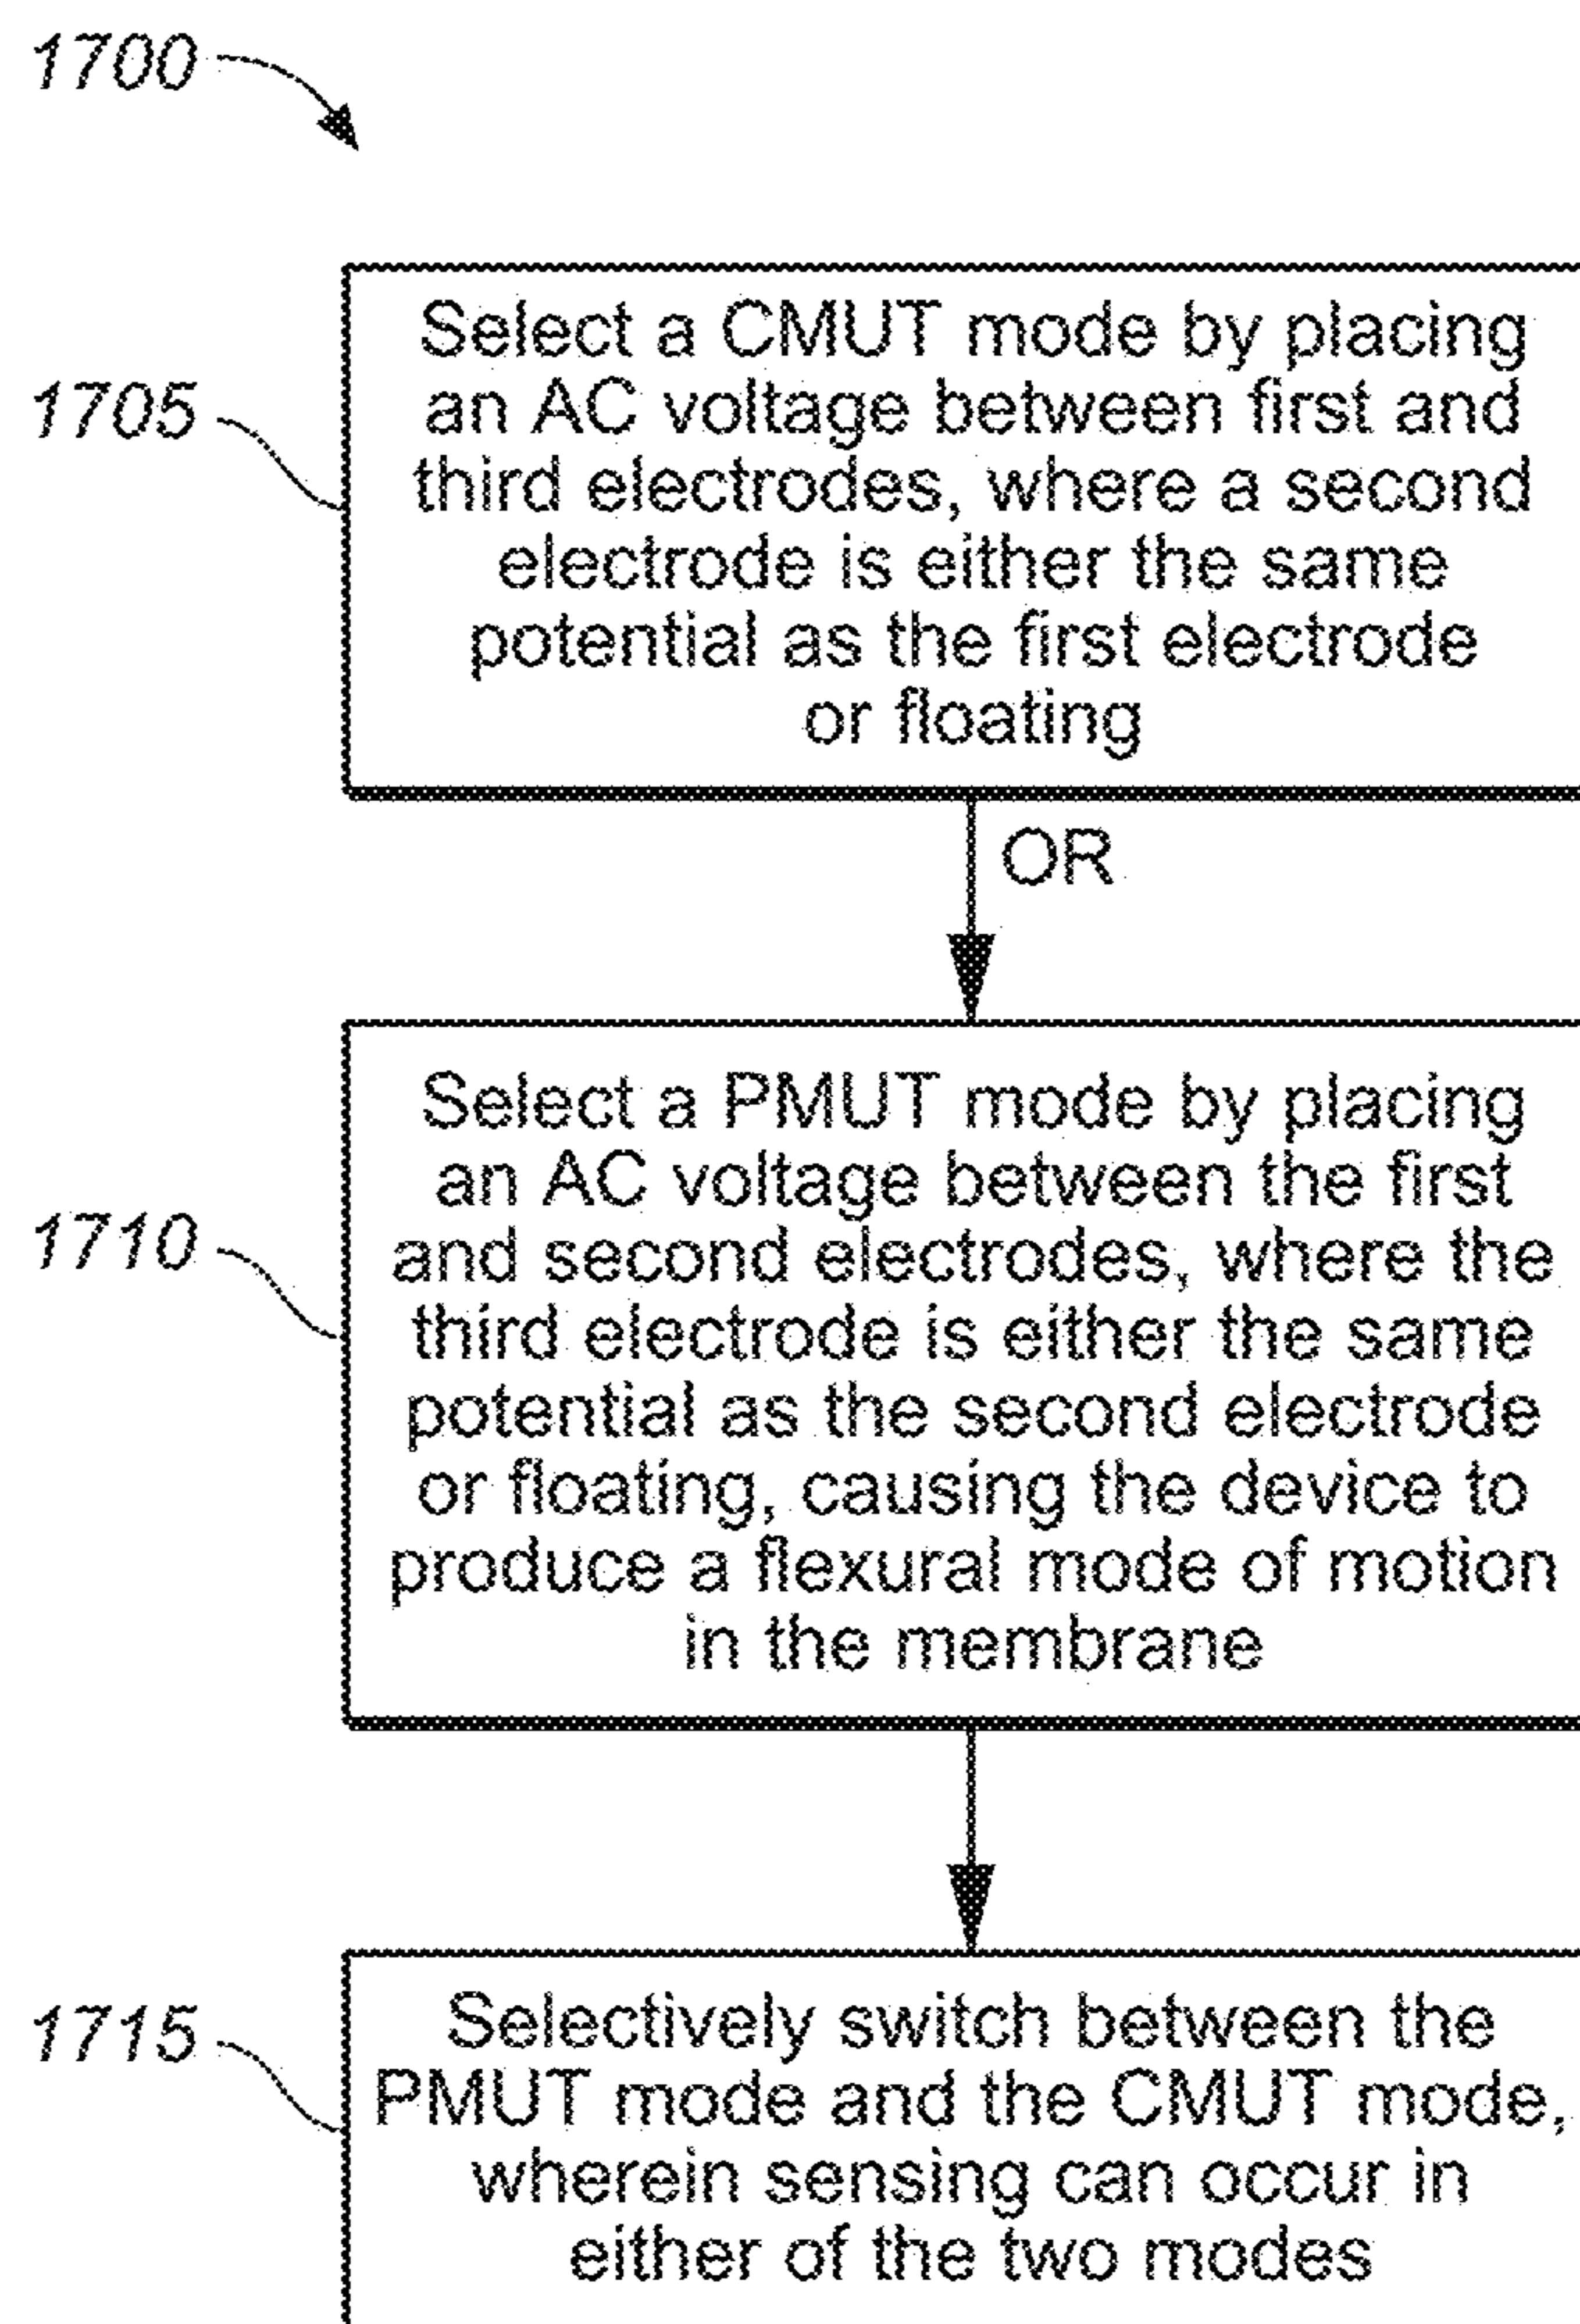 1700
1705
Select a CMUT mode by placing
an AC voltage between first and
third electrodes, where a second
electrode is either the same
potential as the first electrode
or floating
OR
1710
Select a PMUT mode by placing
an AC voltage between the first
and second electrodes, where the
third electrode is either the same
potential as the second electrode
or floating, causing the device to
produce a flexural mode of motion
in the membrane
1715
Selectively switch between the
PMUT mode and the CMUT mode,
wherein sensing can occur in
either of the two modes